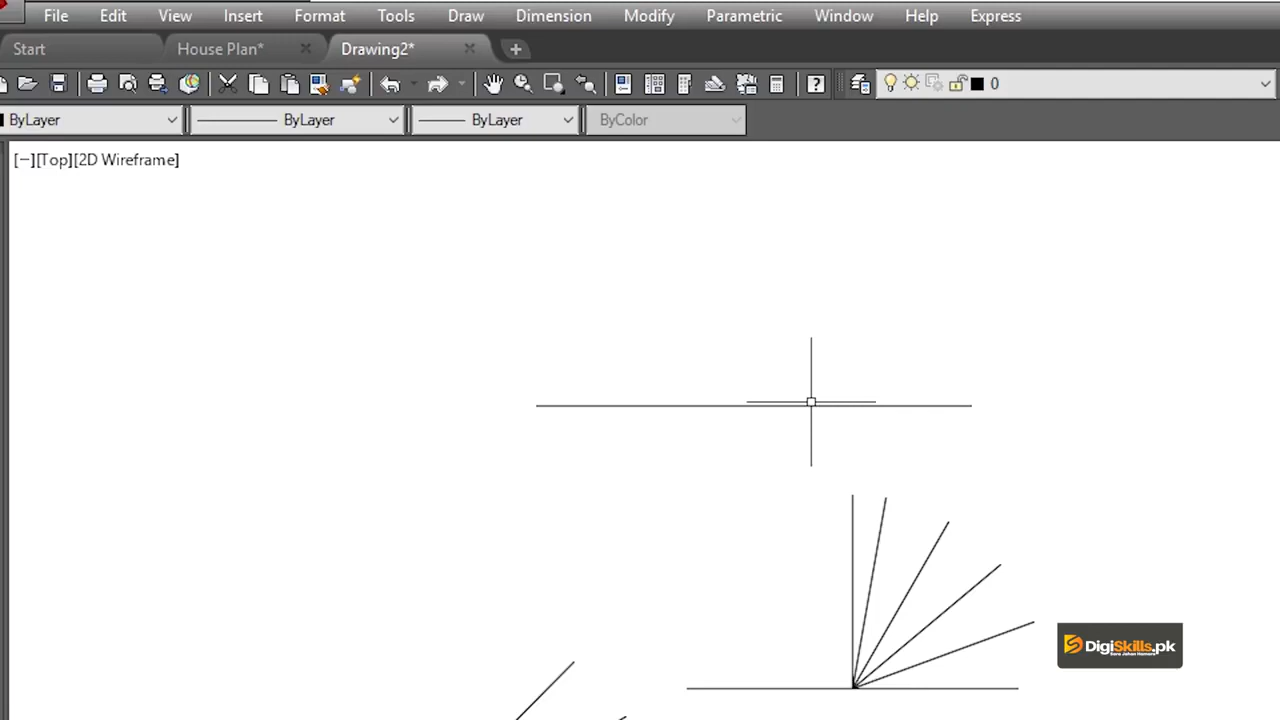 File Edit View Insert Format Tools Draw Dimension Modify Parametric Window Help Express
Start House Plan* Drawing2*
0
ByLayer ByLayer ByLayer ByColor
[−][Top][2D Wireframe]
DigiSkills.pk